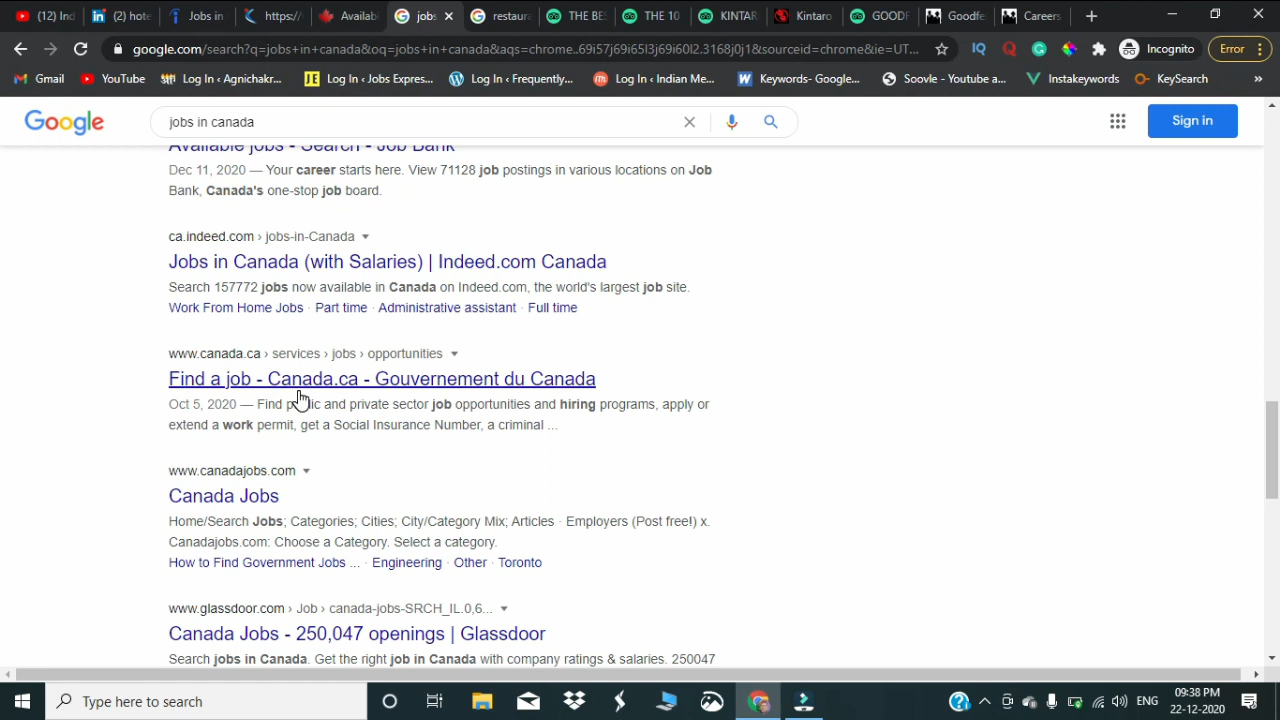 (12) Ind
(2) hote
Jobs in
https:/
Availabl
jobs
restaura
THE BES
THE 10
KINTAR
Kintaro
GOODF
Goodfe
Careers
google.com/search?q=jobs+in+canada&oq=jobs+in+canada&aqs=chrome..69i57j69i65l3j69i60l2.3168j0j1&sourceid=chrome&ie=UT...
Incognito
Error
Gmail
YouTube
Log In ‹ Agnichakr...
Log In ‹ Jobs Expres...
Log In ‹ Frequently...
Log In ‹ Indian Me...
Keywords- Google...
Soovle - Youtube a...
Instakeywords
KeySearch
»
Google
jobs in canada
Sign in
Available jobs - Search - Job Bank
Dec 11, 2020 — Your career starts here. View 71128 job postings in various locations on Job
Bank, Canada's one-stop job board.
ca.indeed.com › jobs-in-Canada
Jobs in Canada (with Salaries) | Indeed.com Canada
Search 157772 jobs now available in Canada on Indeed.com, the world's largest job site.
Work From Home Jobs · Part time · Administrative assistant · Full time
www.canada.ca › services › jobs › opportunities
Find a job - Canada.ca - Gouvernement du Canada
Oct 5, 2020 — Find public and private sector job opportunities and hiring programs, apply or
extend a work permit, get a Social Insurance Number, a criminal ...
www.canadajobs.com
Canada Jobs
Home/Search Jobs; Categories; Cities; City/Category Mix; Articles · Employers (Post free!) x.
Canadajobs.com: Choose a Category. Select a category.
How to Find Government Jobs ... · Engineering · Other · Toronto
www.glassdoor.com › Job › canada-jobs-SRCH_IL.0,6...
Canada Jobs - 250,047 openings | Glassdoor
Search jobs in Canada. Get the right job in Canada with company ratings & salaries. 250047
Type here to search
ENG
09:38 PM
22-12-2020